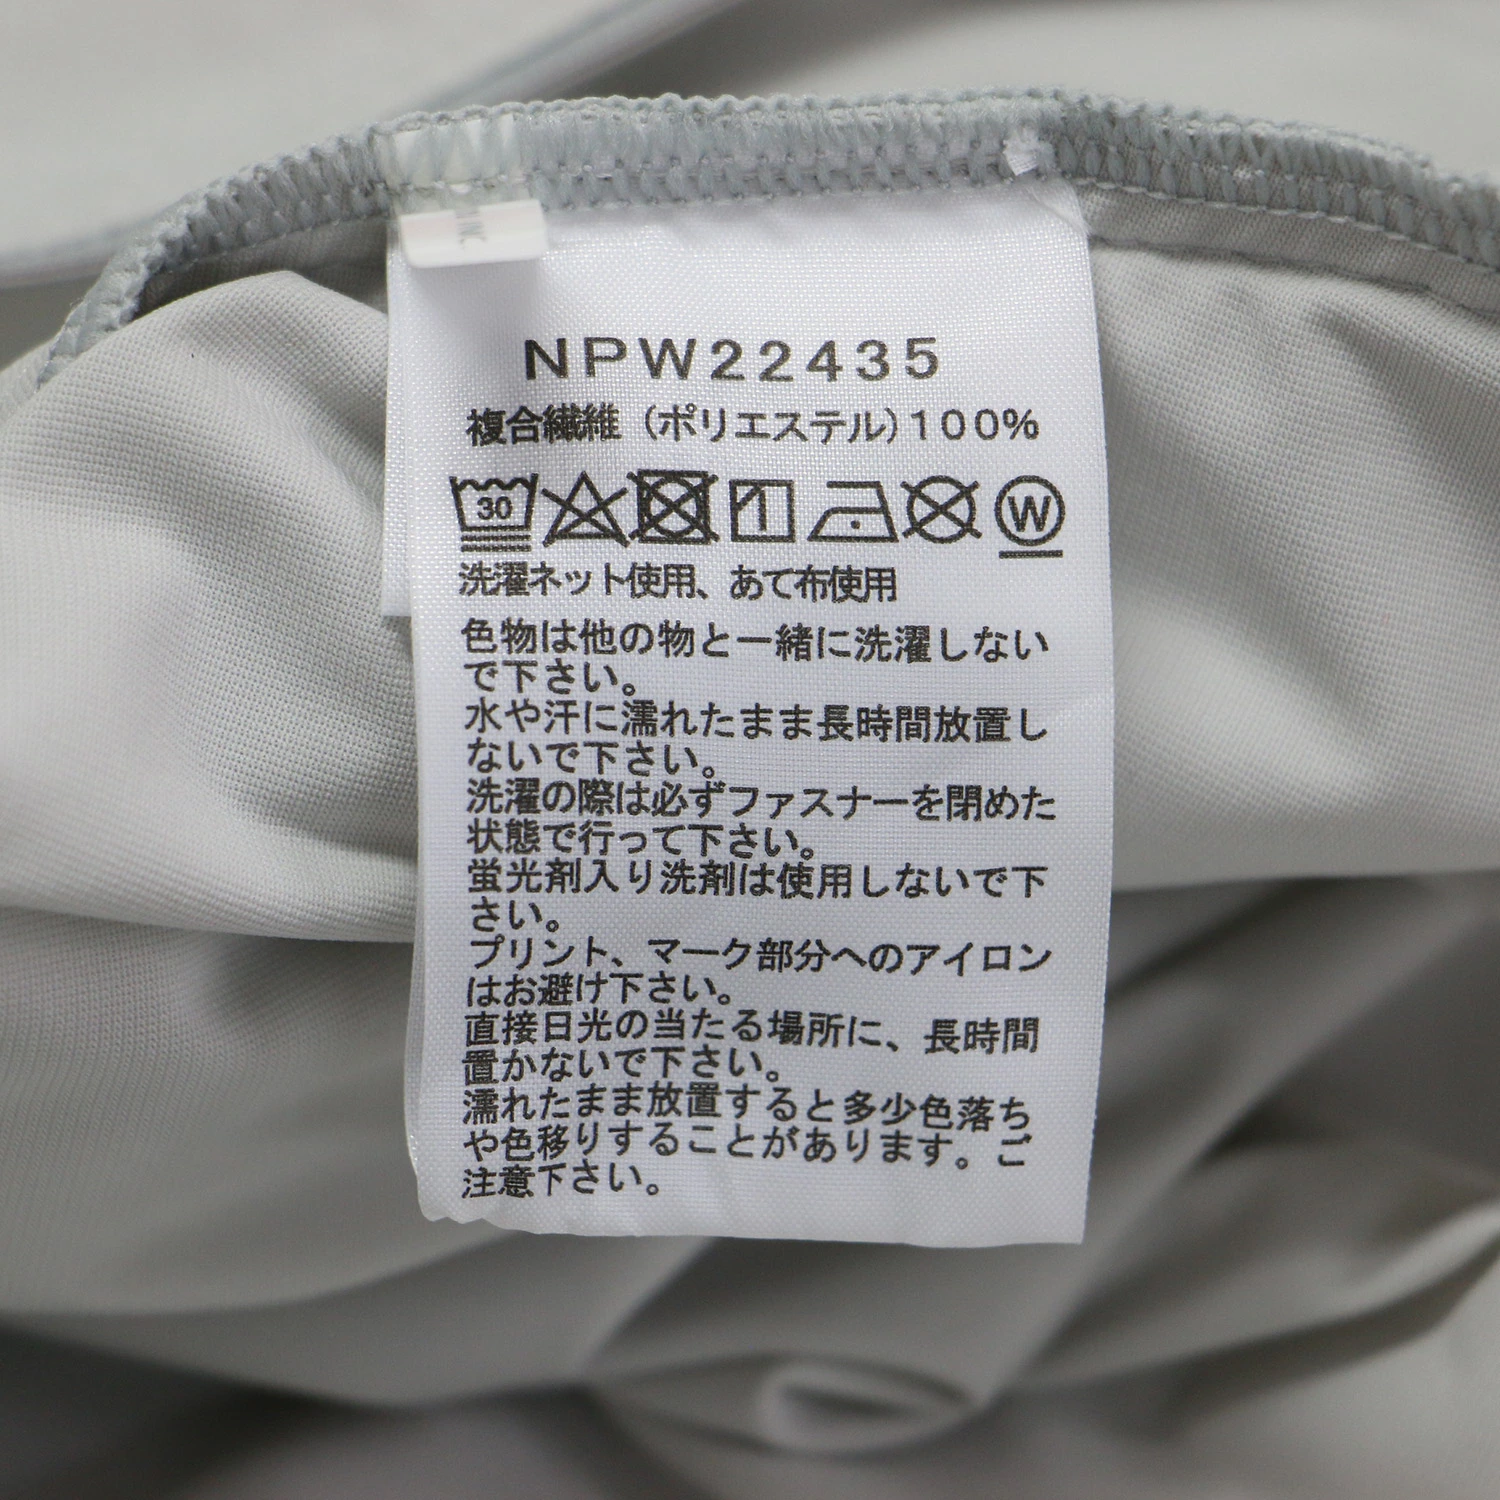 NPW22435
複合繊維（ポリエステル）100%
30 W
洗濯ネット使用、あて布使用
色物は他の物と一緒に洗濯しない
で下さい。
水や汗に濡れたまま長時間放置し
ないで下さい。
洗濯の際は必ずファスナーを閉めた
状態で行って下さい。
蛍光剤入り洗剤は使用しないで下
さい。
プリント、マーク部分へのアイロン
はお避け下さい。
直接日光の当たる場所に、長時間
置かないで下さい。
濡れたまま放置すると多少色落ち
や色移りすることがあります。ご
注意下さい。